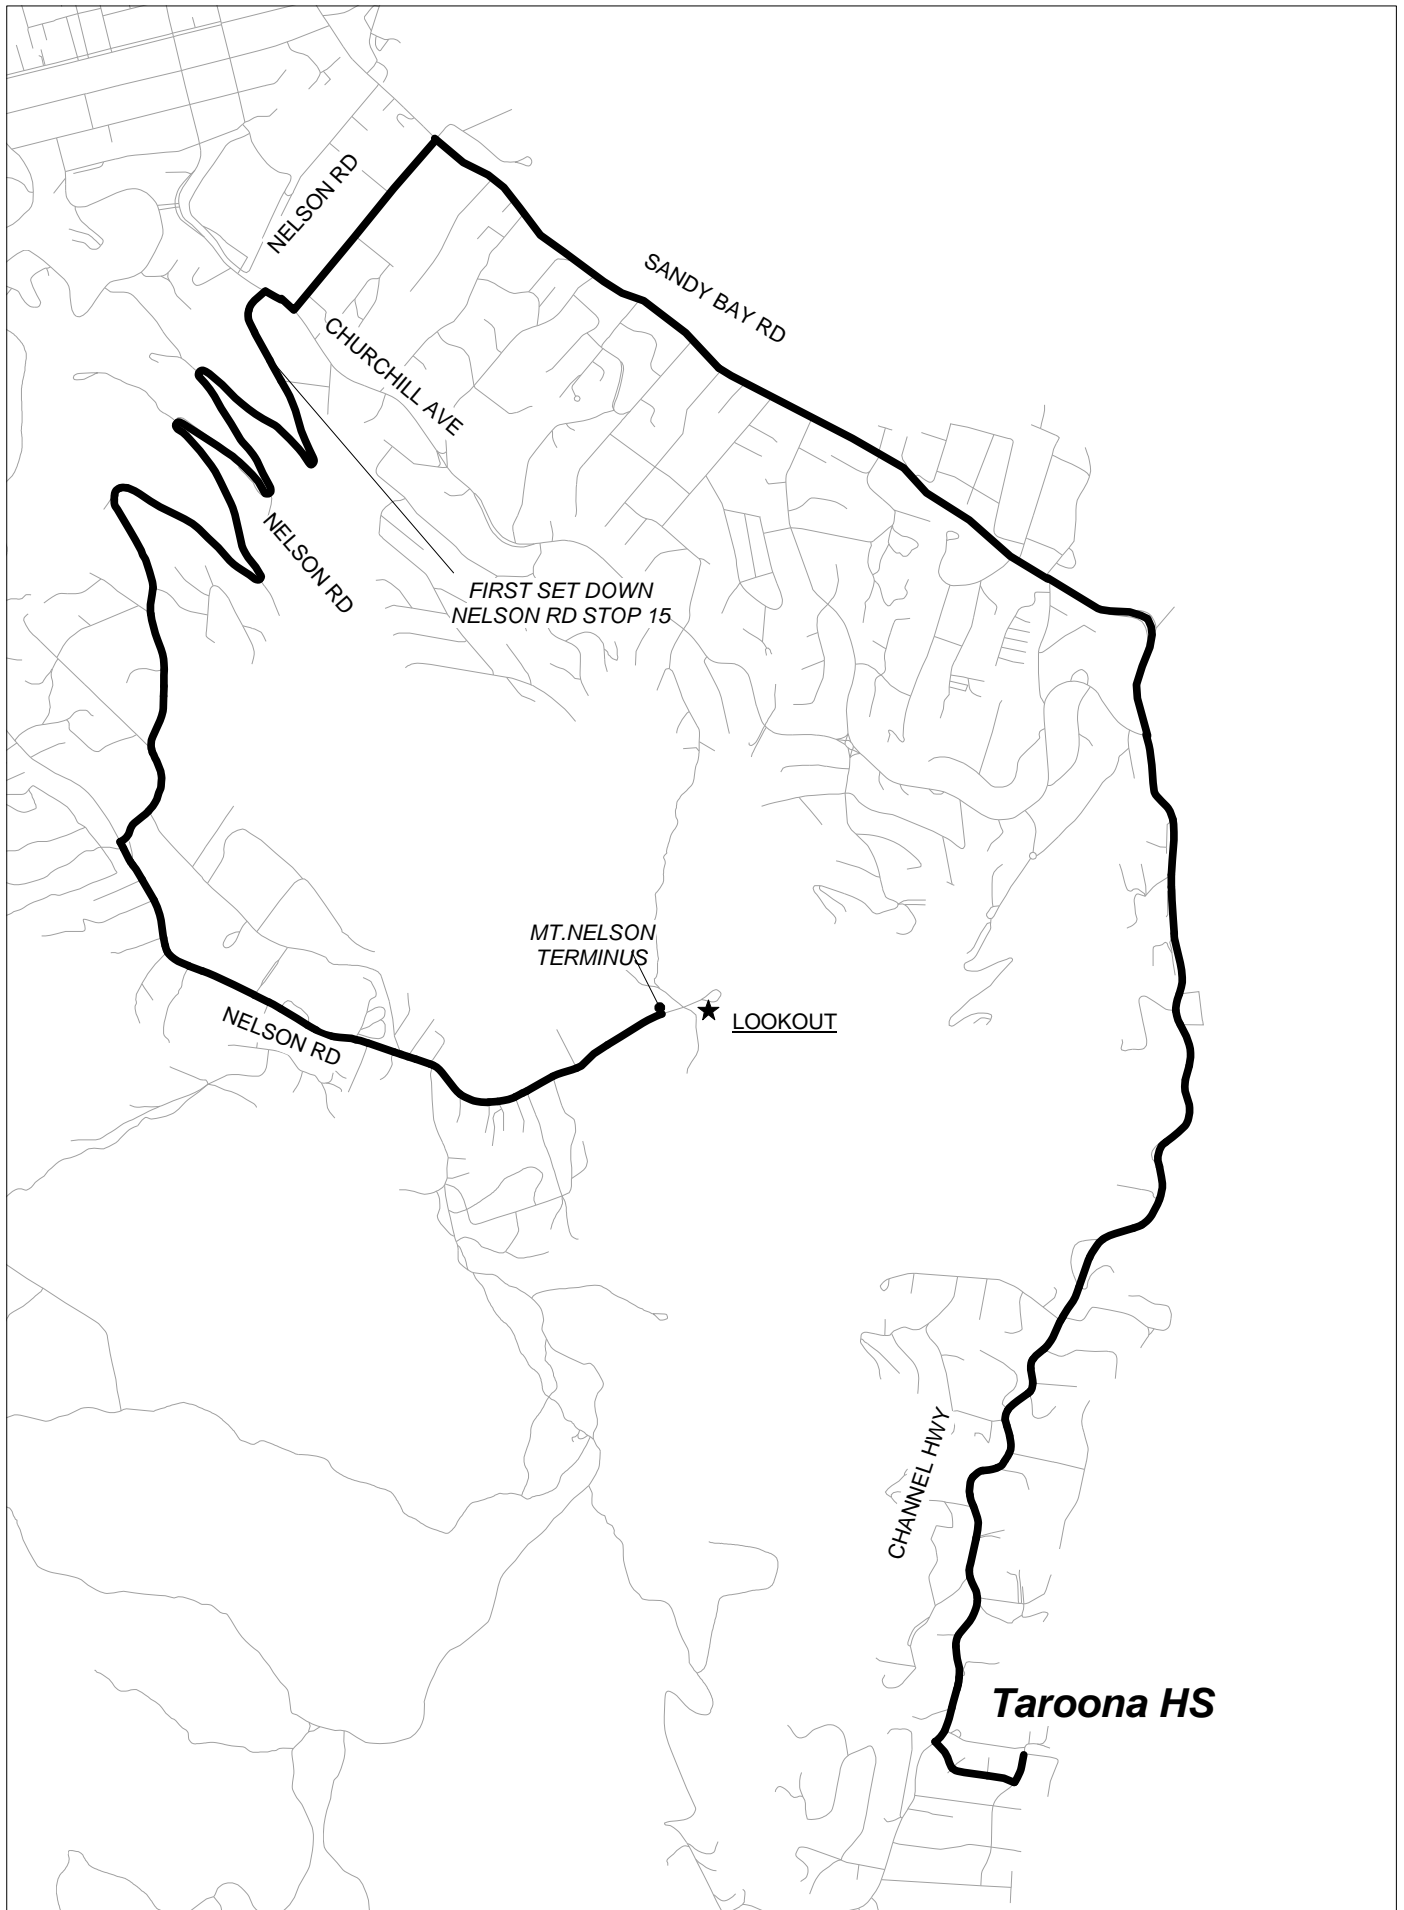 NELSON RD
SANDY BAY RD
CHURCHILL AVE
NELSON RD
FIRST SET DOWN
NELSON RD STOP 15
MT.NELSON
TERMINUS
LOOKOUT
NELSON RD
CHANNEL HWY
Taroona HS